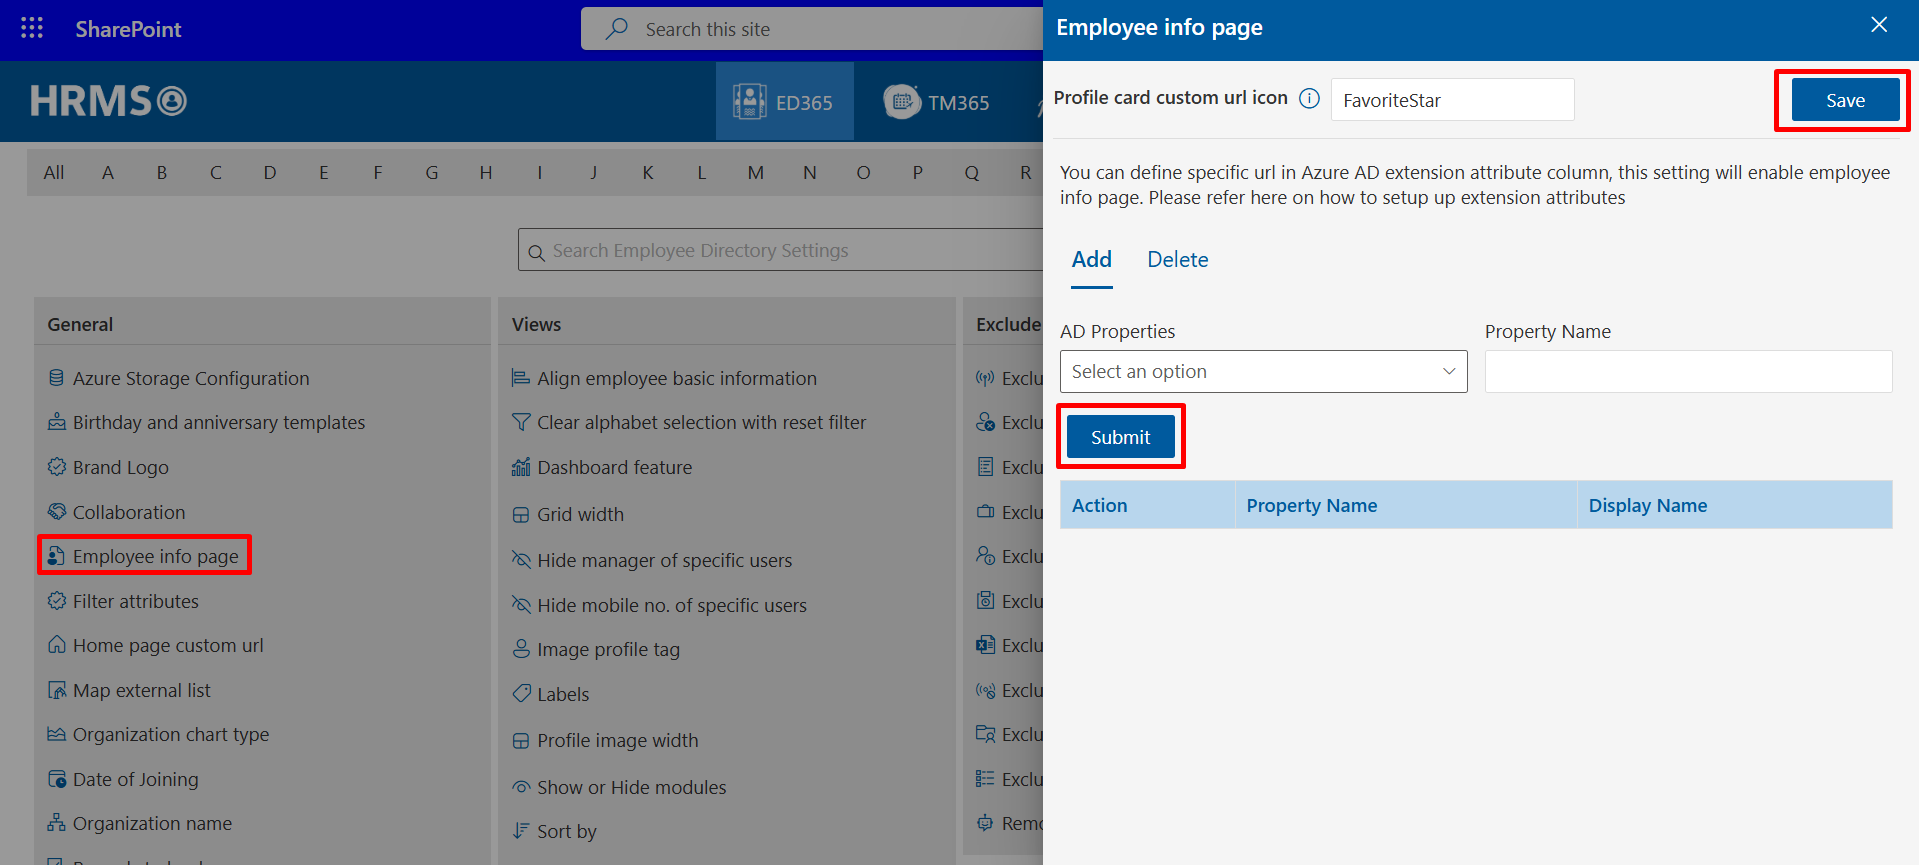 SharePoint
Search this site
HRMS
ED365
TM365
All A B C D E F G H I J K L M N O P Q R
Search Employee Directory Settings
General
Azure Storage Configuration
Birthday and anniversary templates
Brand Logo
Collaboration
Employee info page
Filter attributes
Home page custom url
Map external list
Organization chart type
Date of Joining
Organization name
Views
Align employee basic information
Clear alphabet selection with reset filter
Dashboard feature
Grid width
Hide manager of specific users
Hide mobile no. of specific users
Image profile tag
Labels
Profile image width
Show or Hide modules
Sort by
Exclude
Exclu
Exclu
Exclu
Exclu
Exclu
Exclu
Exclu
Exclu
Exclu
Exclu
Remo
Employee info page
Profile card custom url icon
FavoriteStar
Save
You can define specific url in Azure AD extension attribute column, this setting will enable employee
info page. Please refer here on how to setup up extension attributes
Add Delete
AD Properties
Select an option
Property Name
Submit
Action Property Name Display Name